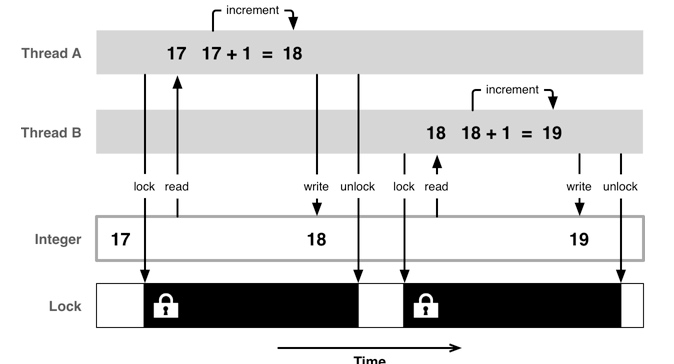 increment
Thread A
17 17 + 1 = 18
increment
Thread B
18 18 + 1 = 19
lock read write unlock lock read write unlock
Integer
17 18 19
Lock
Time